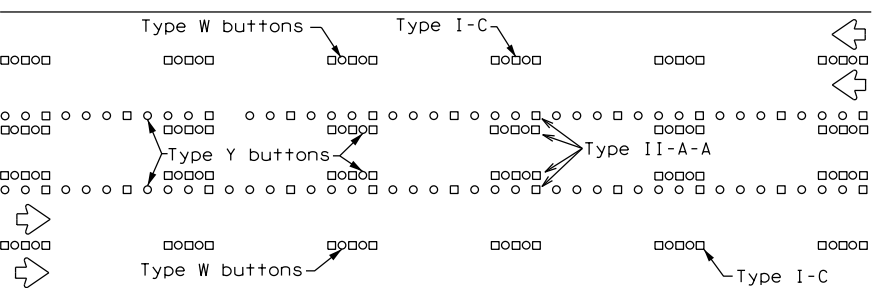 Type W buttons
Type I-C
Type Y buttons
Type II-A-A
Type W buttons
Type I-C